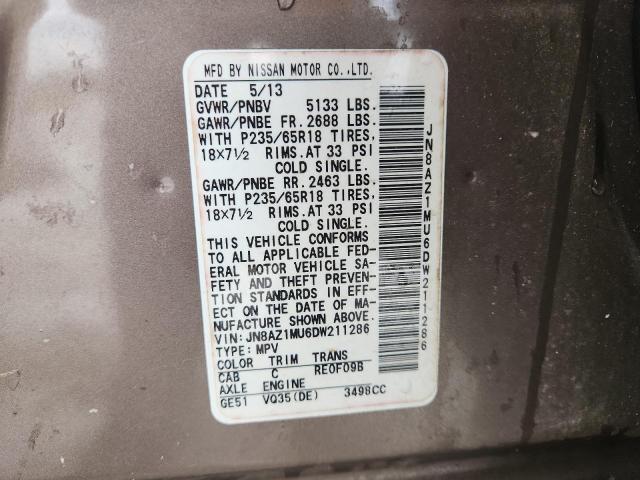 MFD BY NISSAN MOTOR CO.,LTD.
DATE 5/13
GVWR/PNBV 5133 LBS.
GAWR/PNBE FR. 2688 LBS.
WITH P235/65R18 TIRES,
18X7½ RIMS.AT 33 PSI
COLD SINGLE.
GAWR/PNBE RR. 2463 LBS.
WITH P235/65R18 TIRES,
18X7½ RIMS.AT 33 PSI
COLD SINGLE.
THIS VEHICLE CONFORMS
TO ALL APPLICABLE FED-
ERAL MOTOR VEHICLE SA-
FETY AND THEFT PREVEN-
TION STANDARDS IN EFF-
ECT ON THE DATE OF MA-
NUFACTURE SHOWN ABOVE.
VIN: JN8AZ1MU6DW211286
TYPE: MPV
COLOR TRIM TRANS
CAB C RE0F09B
AXLE ENGINE
GE51 VQ35(DE) 3498CC
JN8AZ1MU6DW211286